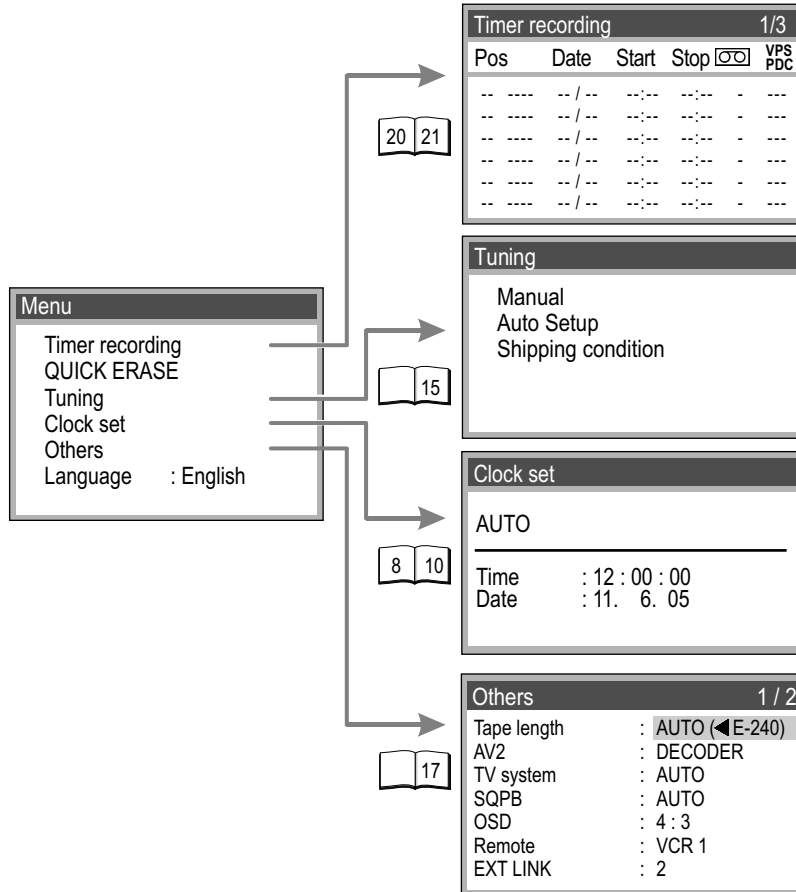 Menu
Timer recording
QUICK ERASE
Tuning
Clock set
Others
Language : English
20 21
15
8 10
17
Timer recording 1/3
Pos Date Start Stop VPS PDC
-- ---- -- / -- --:-- --:-- - ---
-- ---- -- / -- --:-- --:-- - ---
-- ---- -- / -- --:-- --:-- - ---
-- ---- -- / -- --:-- --:-- - ---
-- ---- -- / -- --:-- --:-- - ---
-- ---- -- / -- --:-- --:-- - ---
Tuning
Manual
Auto Setup
Shipping condition
Clock set
AUTO
Time : 12 : 00 : 00
Date : 11. 6. 05
Others 1 / 2
Tape length : AUTO (◀E-240)
AV2 : DECODER
TV system : AUTO
SQPB : AUTO
OSD : 4 : 3
Remote : VCR 1
EXT LINK : 2